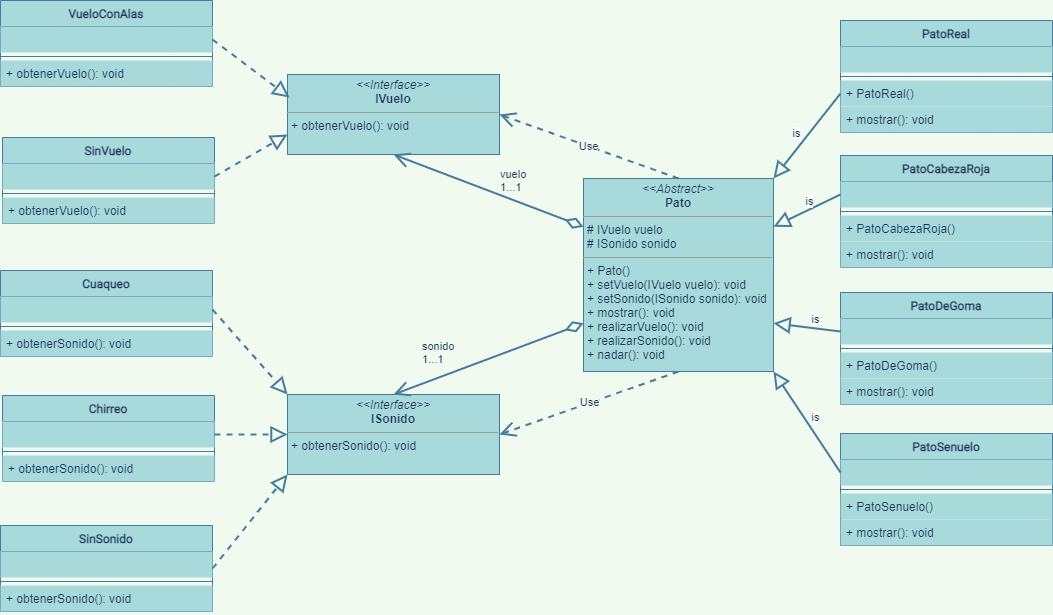 VueloConAlas
+ obtenerVuelo(): void
SinVuelo
+ obtenerVuelo(): void
Cuaqueo
+ obtenerSonido(): void
Chirreo
+ obtenerSonido(): void
SinSonido
+ obtenerSonido(): void
<<Interface>>
IVuelo
+ obtenerVuelo(): void
vuelo
1...1
Use
sonido
1...1
<<Interface>>
ISonido
+ obtenerSonido(): void
Use
<<Abstract>>
Pato
# IVuelo vuelo
# ISonido sonido
+ Pato()
+ setVuelo(IVuelo vuelo): void
+ setSonido(ISonido sonido): void
+ mostrar(): void
+ realizarVuelo(): void
+ realizarSonido(): void
+ nadar(): void
is
is
is
is
PatoReal
+ PatoReal()
+ mostrar(): void
PatoCabezaRoja
+ PatoCabezaRoja()
+ mostrar(): void
PatoDeGoma
+ PatoDeGoma()
+ mostrar(): void
PatoSenuelo
+ PatoSenuelo()
+ mostrar(): void